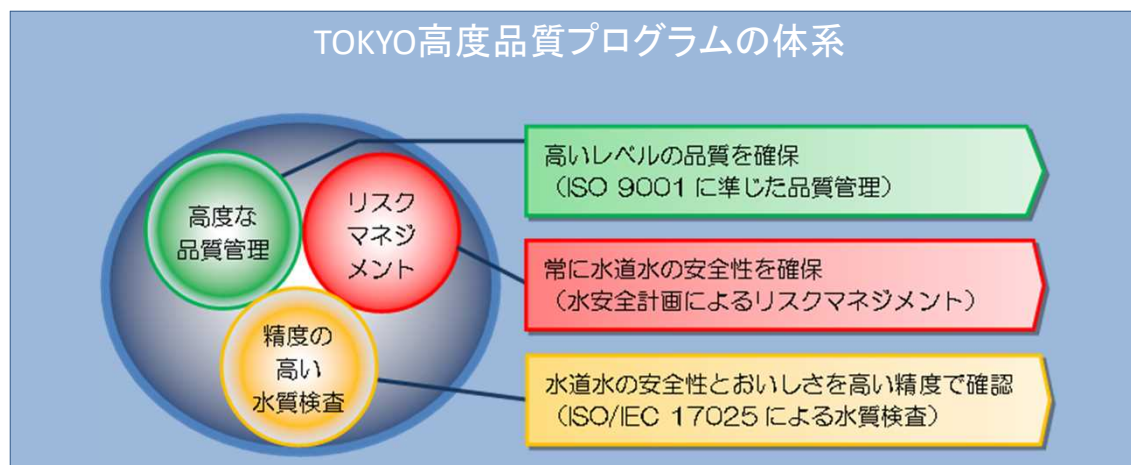 TOKYO高度品質プログラムの体系
高度な
品質管理
リスク
マネジ
メント
精度の
高い
水質検査
高いレベルの品質を確保
（ISO 9001 に準じた品質管理）
常に水道水の安全性を確保
（水安全計画によるリスクマネジメント）
水道水の安全性とおいしさを高い精度で確認
（ISO/IEC 17025 による水質検査）